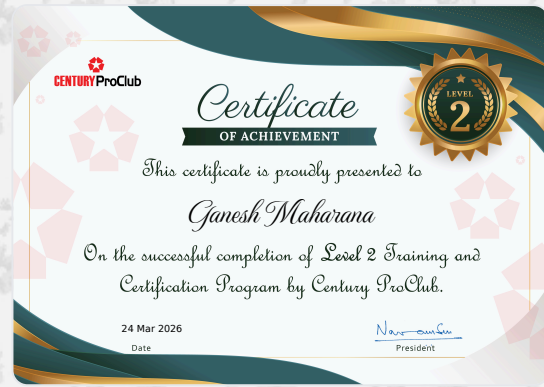 CENTURY ProClub
LEVEL
2
Certificate
OF ACHIEVEMENT
This certificate is proudly presented to
Ganesh Maharana
On the successful completion of Level 2 Training and
Certification Program by Century ProClub.
24 Mar 2026
Date
President